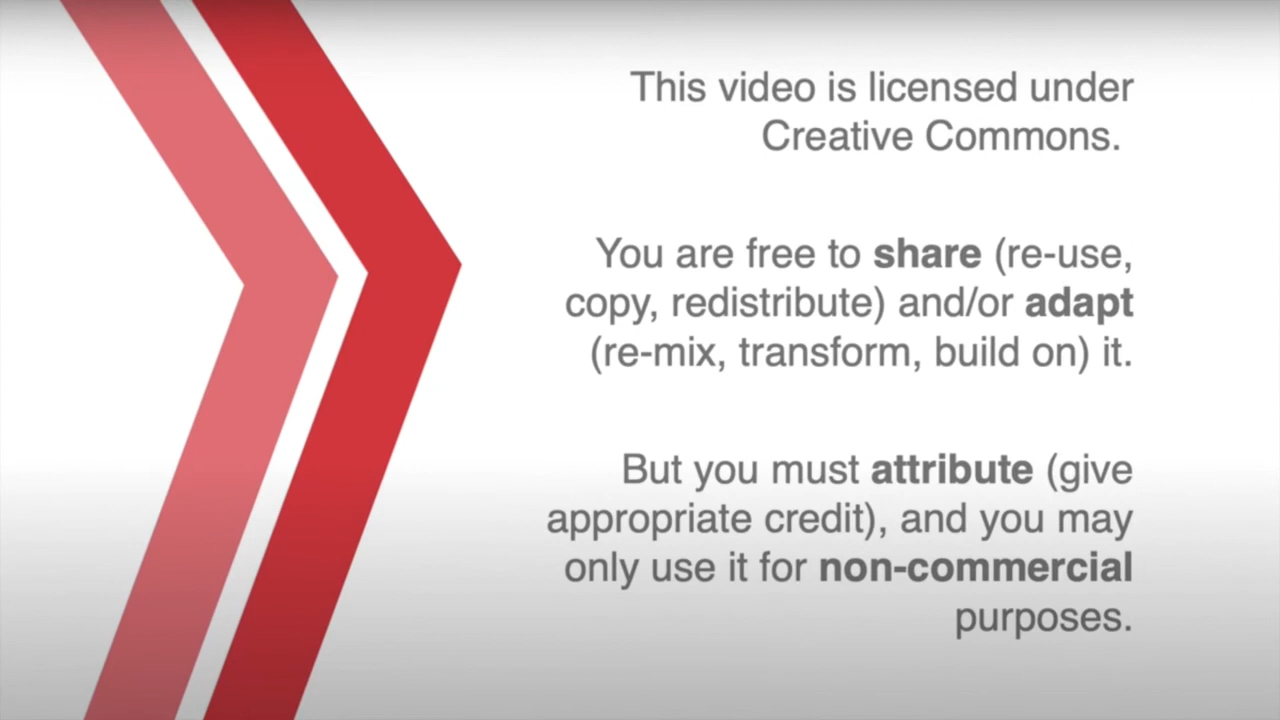 This video is licensed under
Creative Commons.
You are free to share (re-use,
copy, redistribute) and/or adapt
(re-mix, transform, build on) it.
But you must attribute (give
appropriate credit), and you may
only use it for non-commercial
purposes.